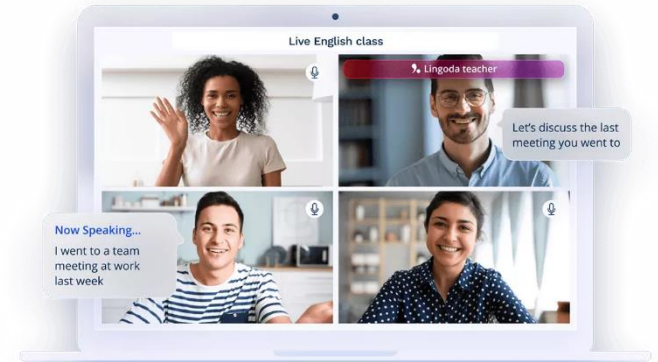 Live English class
Lingoda teacher
Let's discuss the last
meeting you went to
Now Speaking...
I went to a team
meeting at work
last week